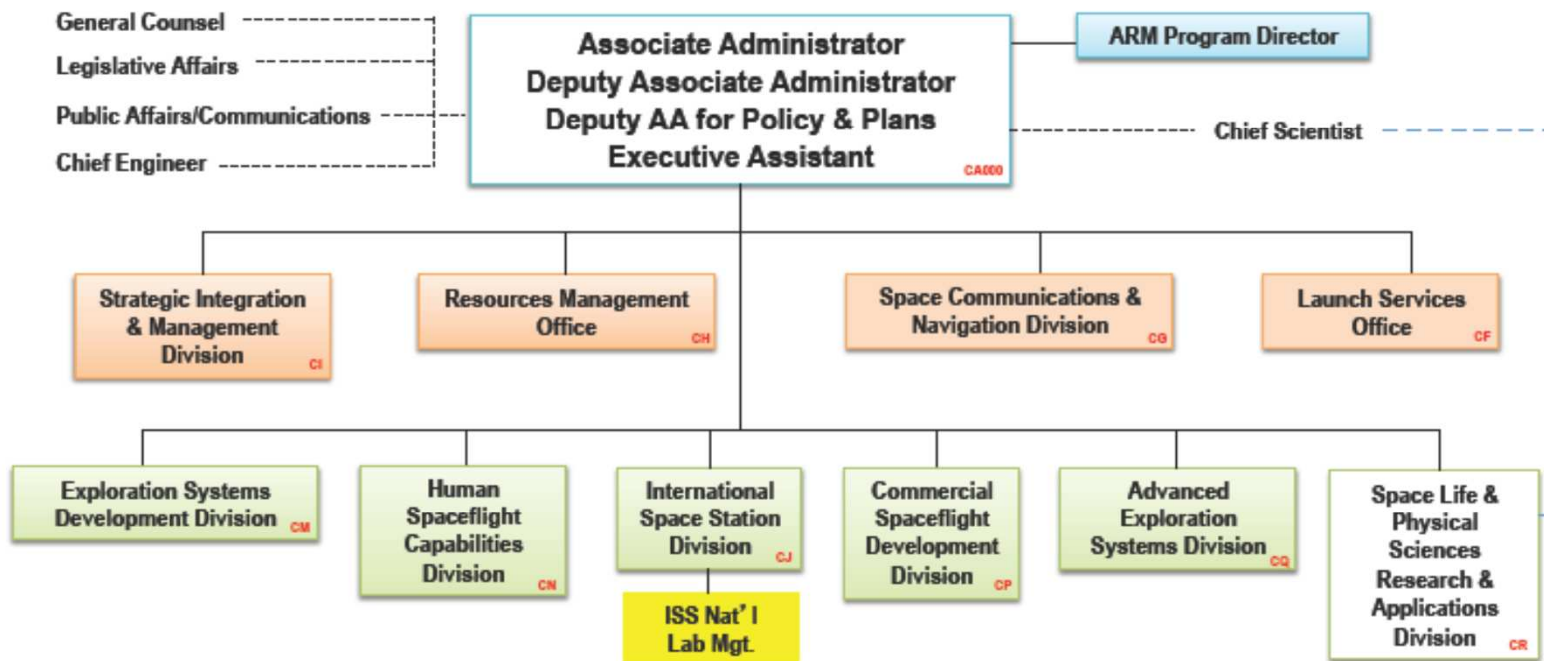 General Counsel
Legislative Affairs
Public Affairs/Communications
Chief Engineer
Associate Administrator
Deputy Associate Administrator
Deputy AA for Policy & Plans
Executive Assistant
CA000
ARM Program Director
Chief Scientist
Strategic Integration
& Management
Division
CI
Resources Management
Office
CH
Space Communications &
Navigation Division
CG
Launch Services
Office
CF
Exploration Systems
Development Division
CM
Human
Spaceflight
Capabilities
Division
CN
International
Space Station
Division
CJ
ISS Nat' l
Lab Mgt.
Commercial
Spaceflight
Development
Division
CP
Advanced
Exploration
Systems Division
CQ
Space Life &
Physical
Sciences
Research &
Applications
Division
CR